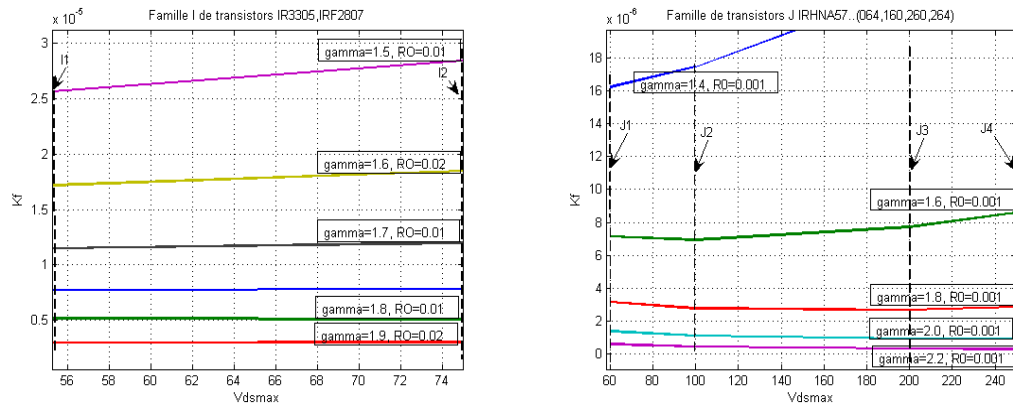 Famille I de transistors IR3305,IRF2807
x 10^-5
3
2.5
2
1.5
1
0.5
Kf
I1
I2
gamma=1.5, RO=0.01
gamma=1.6, RO=0.02
gamma=1.7, RO=0.01
gamma=1.8, RO=0.01
gamma=1.9, RO=0.02
56 58 60 62 64 66 68 70 72 74
Vdsmax
Famille de transistors J IRHNA57..(064,160,260,264)
x 10^-6
18
16
14
12
10
8
6
4
2
0
Kf
gamma=1.4, R0=0.001
J1
J2
J3
J4
gamma=1.6, R0=0.001
gamma=1.8, R0=0.001
gamma=2.0, R0=0.001
gamma=2.2, R0=0.001
60 80 100 120 140 160 180 200 220 240
Vdsmax